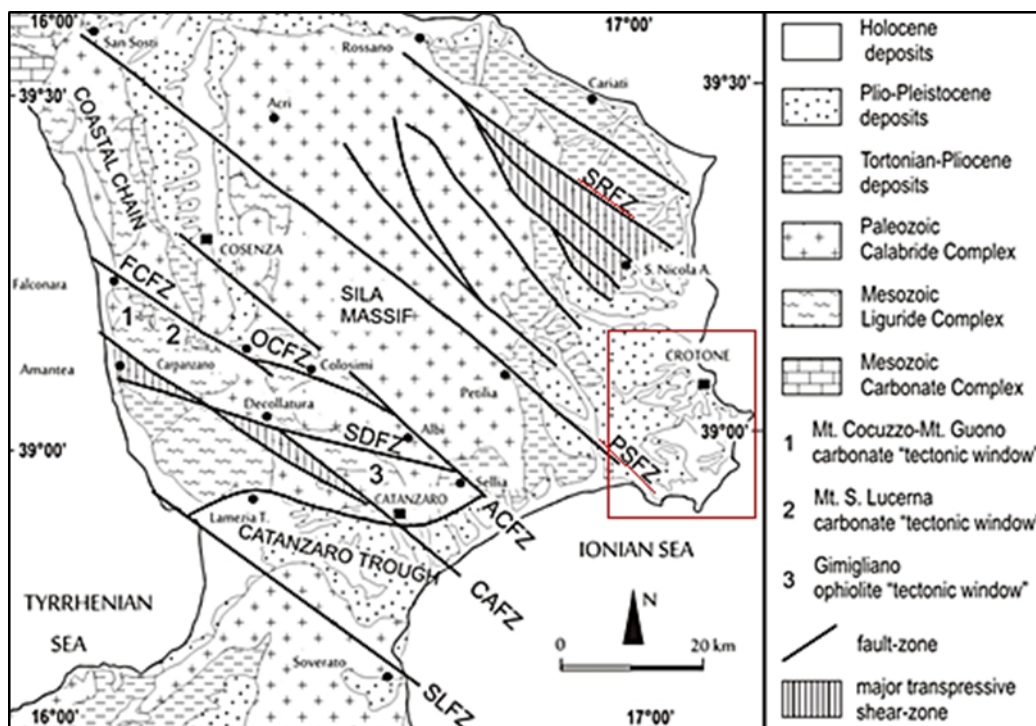 16°00'
17°00'
San Sosti
Rossano
Cariati
39°30'
39°30'
Acri
COASTAL CHAIN
SRFZ
COSENZA
S. Nicola A.
Falconara
FCFZ
SILA
MASSIF
1
2
OCFZ
CROTONE
Colosimi
Amantea
Carpanzano
Petilia
Decollatura
Albi
39°00'
39°00'
SDFZ
PSFZ
3
Sellia
CATANZARO
ACFZ
Lamezia T.
CATANZARO TROUGH
IONIAN SEA
CAFZ
TYRRHENIAN
SEA
N
0
20 km
Soverato
SLFZ
16°00'
17°00'
Holocene
deposits
Plio-Pleistocene
deposits
Tortonian-Pliocene
deposits
Paleozoic
Calabride Complex
Mesozoic
Liguride Complex
Mesozoic
Carbonate Complex
1 Mt. Cocuzzo-Mt. Guono
carbonate “tectonic window”
2 Mt. S. Lucerna
carbonate “tectonic window”
3 Gimigliano
ophiolite “tectonic window”
fault-zone
major transpressive
shear-zone